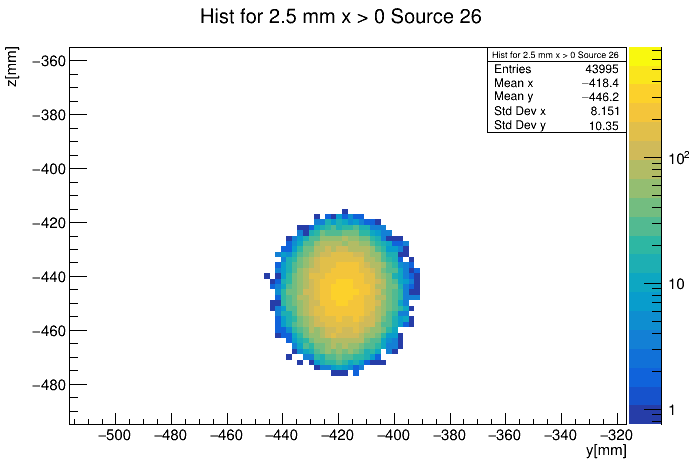 Hist for 2.5 mm x > 0 Source 26
z[mm]
Hist for 2.5 mm x > 0 Source 26
Entries 43995
Mean x −418.4
Mean y −446.2
Std Dev x 8.151
Std Dev y 10.35
−360
−380
−400
−420
−440
−460
−480
10²
10
1
−500 −480 −460 −440 −420 −400 −380 −360 −340 −320
y[mm]